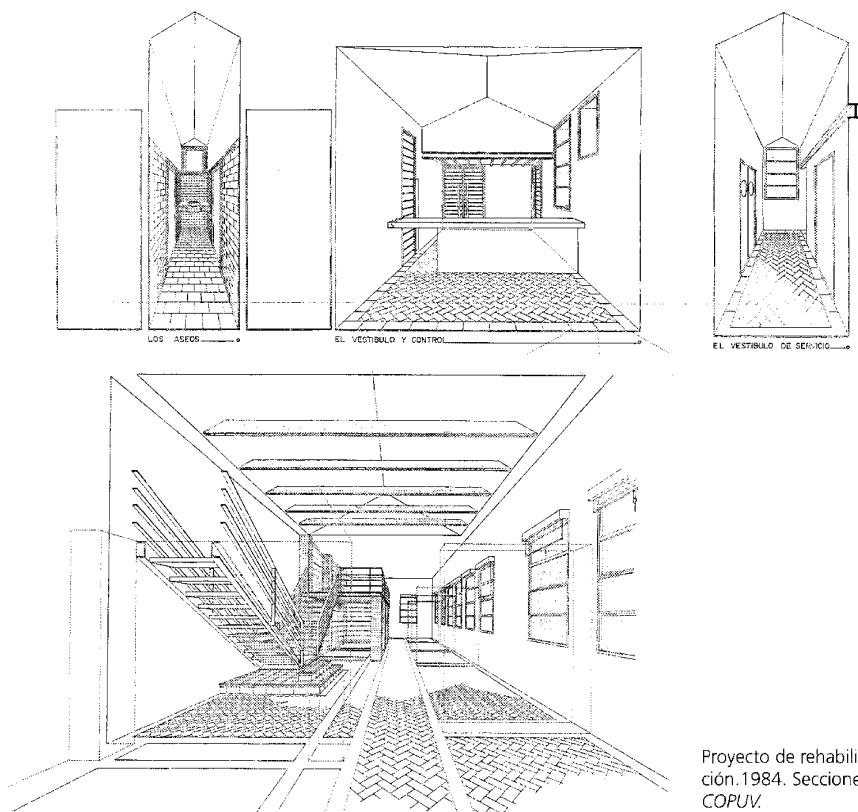 LOS ASEOS
EL VESTIBULO Y CONTROL
EL VESTIBULO DE SERVICIO
Proyecto de rehabili
ción.1984. Seccione
COPUV.